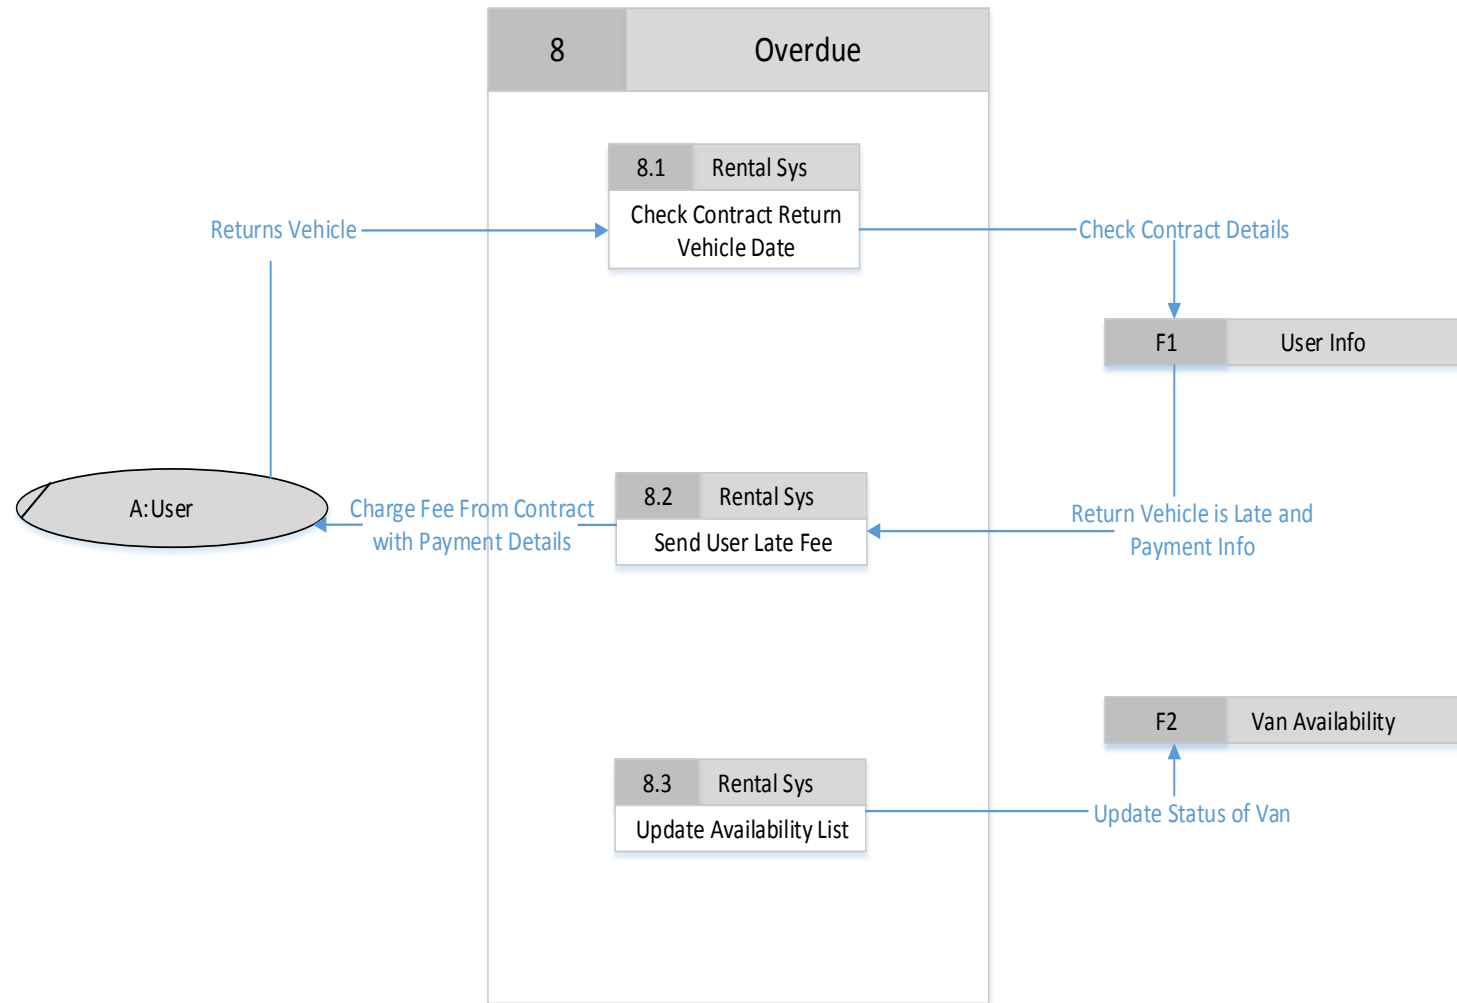 8 Overdue
8.1 Rental Sys
Check Contract Return
Vehicle Date
Returns Vehicle
Check Contract Details
F1 User Info
A:User
Charge Fee From Contract
with Payment Details
8.2 Rental Sys
Send User Late Fee
Return Vehicle is Late and
Payment Info
F2 Van Availability
8.3 Rental Sys
Update Availability List
Update Status of Van